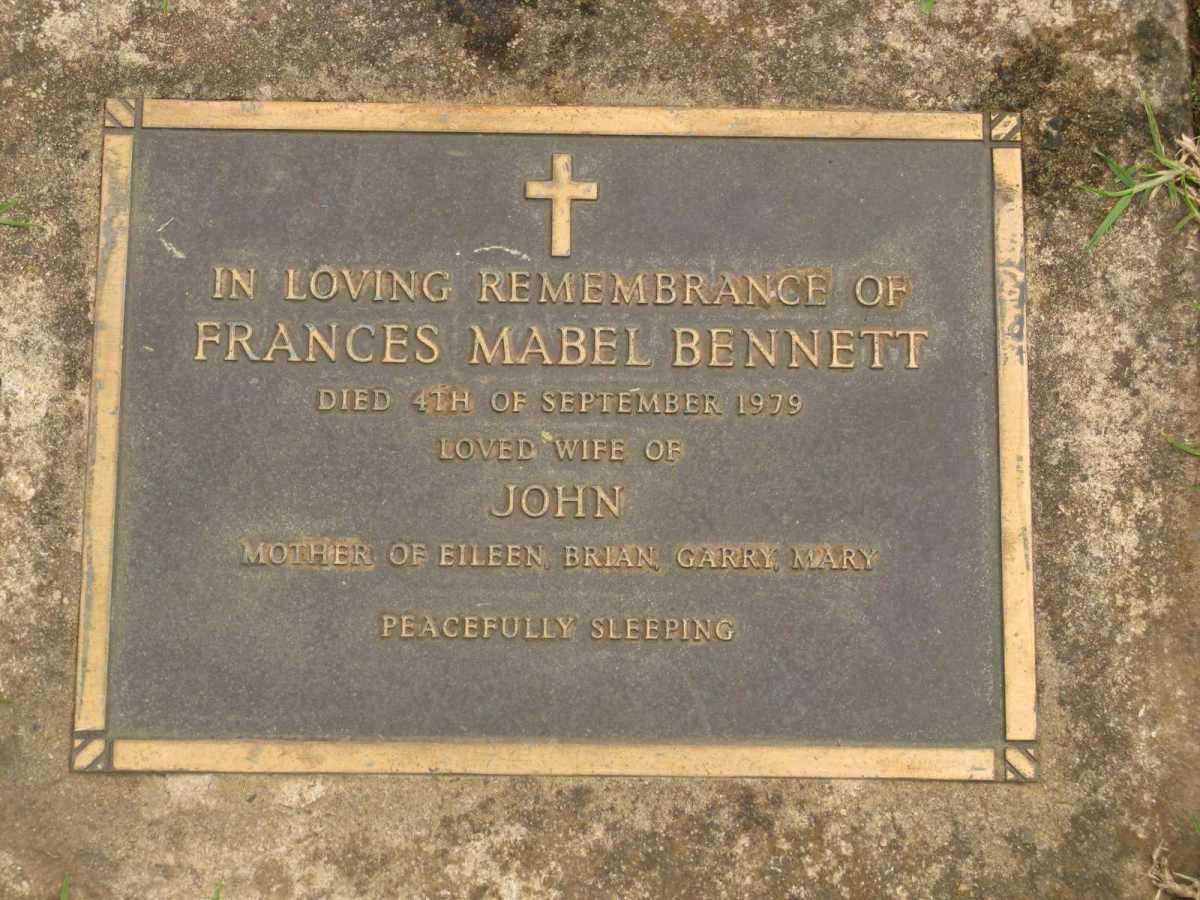 IN LOVING REMEMBRANCE OF
FRANCES MABEL BENNETT
DIED 4TH OF SEPTEMBER 1979
LOVED WIFE OF
JOHN
MOTHER OF EILEEN, BRIAN, GARRY, MARY
PEACEFULLY SLEEPING